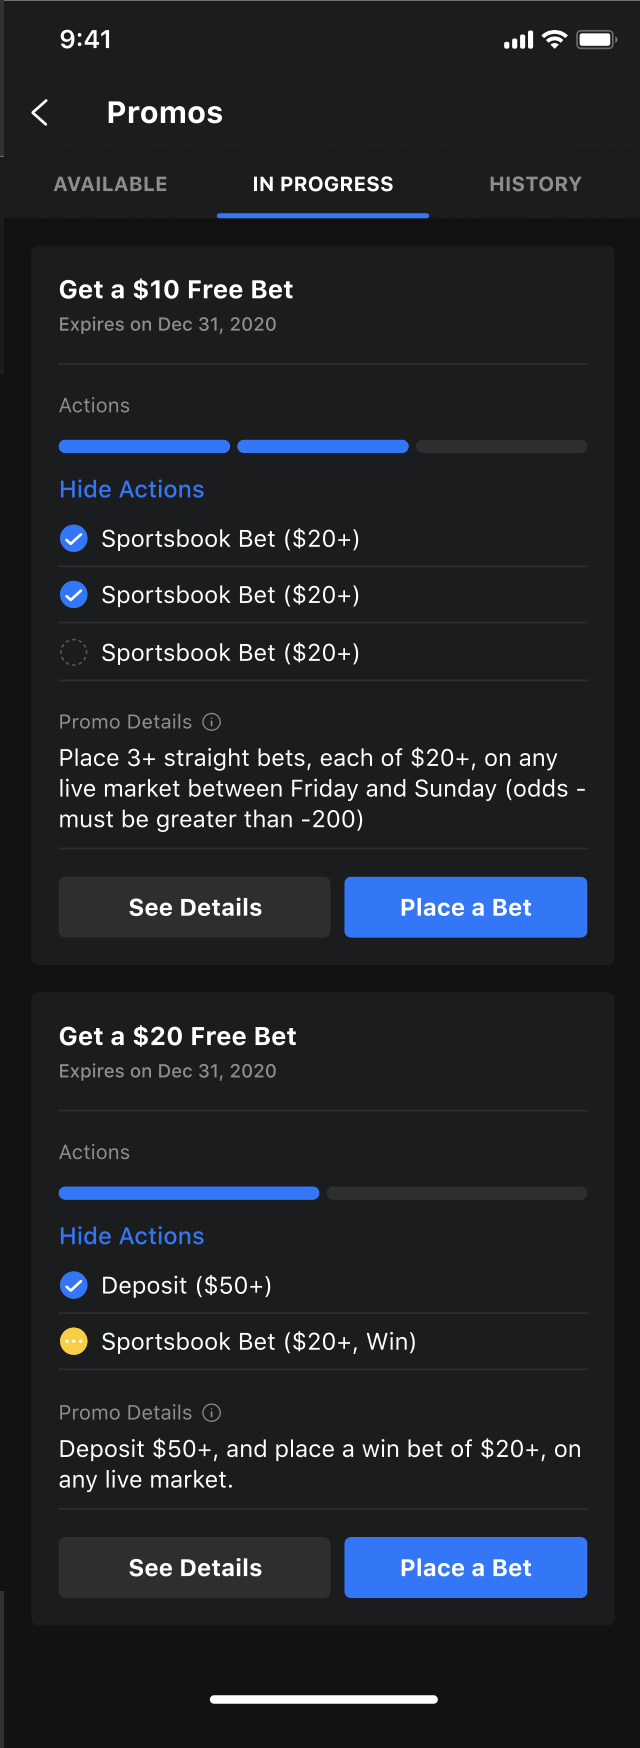 9:41
Promos
AVAILABLE
IN PROGRESS
HISTORY
Get a $10 Free Bet
Expires on Dec 31, 2020
Actions
Hide Actions
Sportsbook Bet ($20+)
Sportsbook Bet ($20+)
Sportsbook Bet ($20+)
Promo Details
Place 3+ straight bets, each of $20+, on any
live market between Friday and Sunday (odds -
must be greater than -200)
See Details
Place a Bet
Get a $20 Free Bet
Expires on Dec 31, 2020
Actions
Hide Actions
Deposit ($50+)
Sportsbook Bet ($20+, Win)
Promo Details
Deposit $50+, and place a win bet of $20+, on
any live market.
See Details
Place a Bet